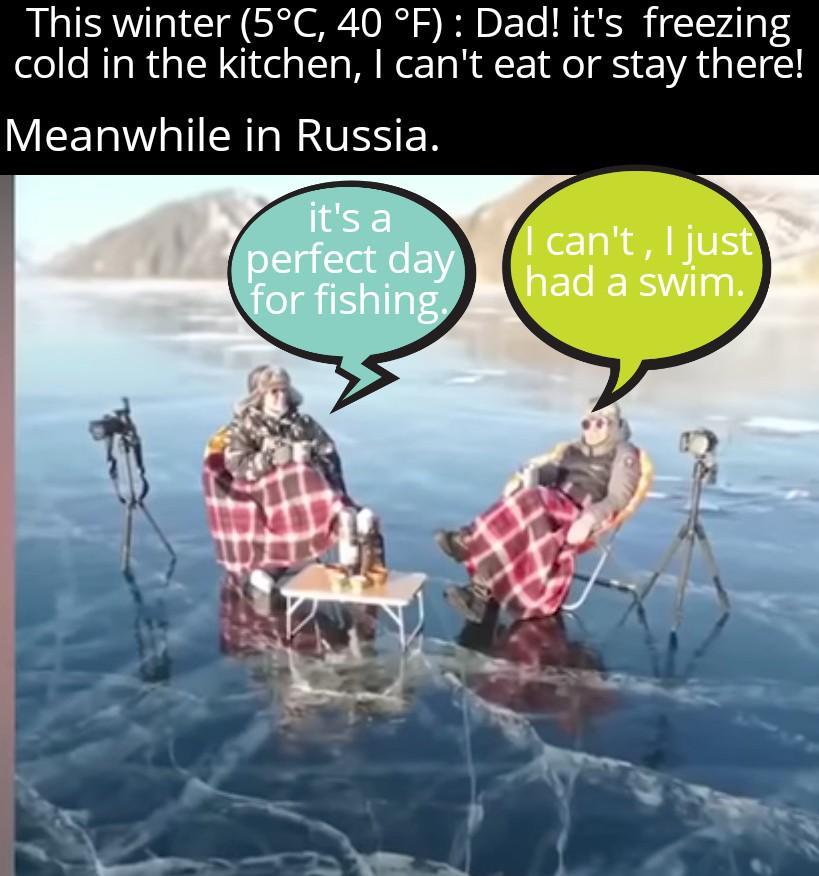 This winter (5°C, 40 °F) : Dad! it's  freezing
cold in the kitchen, I can't eat or stay there!
Meanwhile in Russia.
it's a
perfect day
for fishing.
I can't , I just
had a swim.